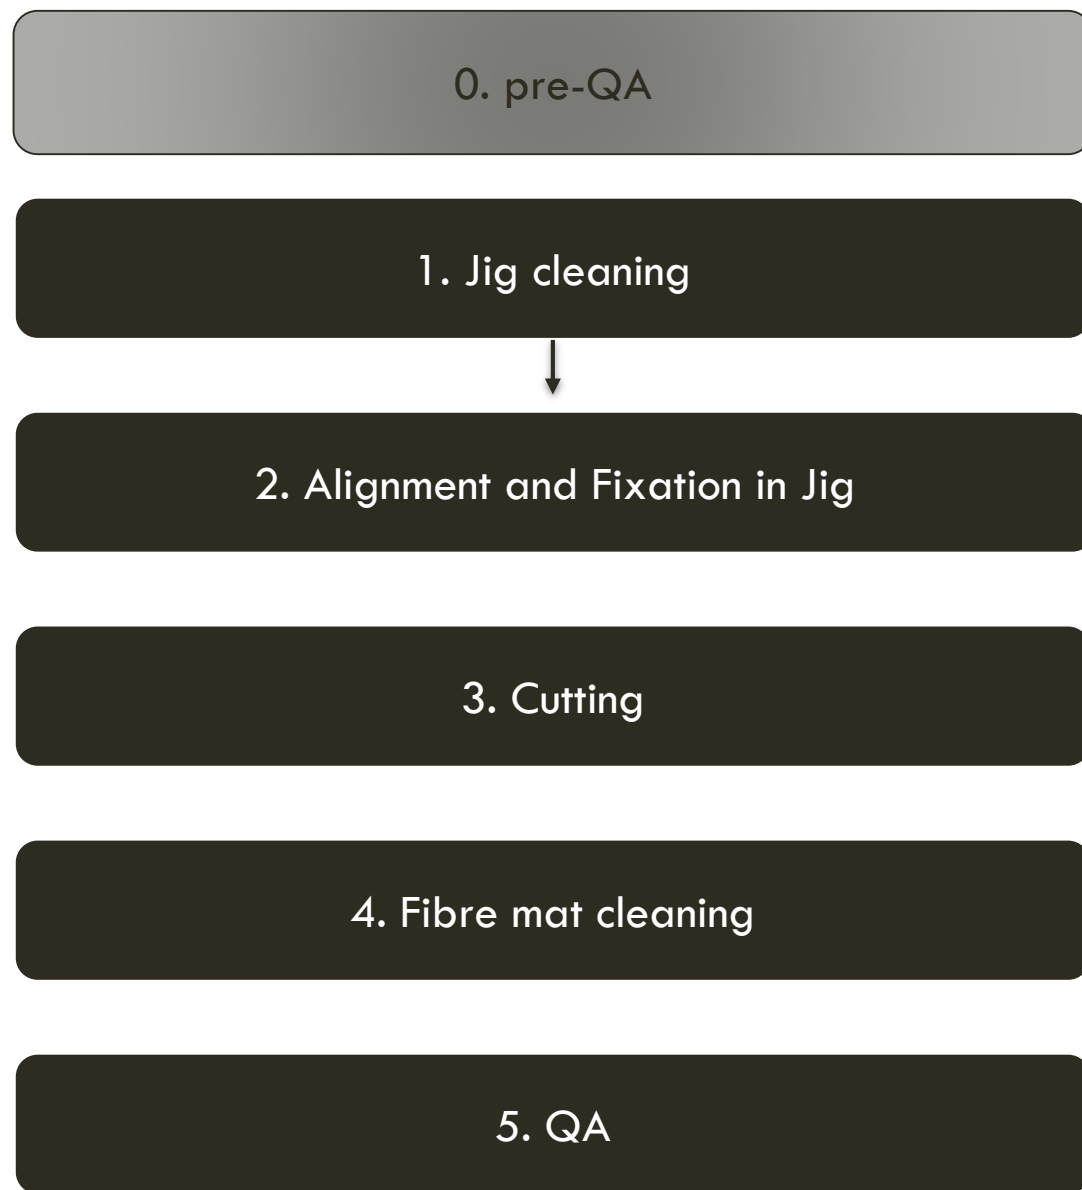 0. pre-QA
1. Jig cleaning
2. Alignment and Fixation in Jig
3. Cutting
4. Fibre mat cleaning
5. QA